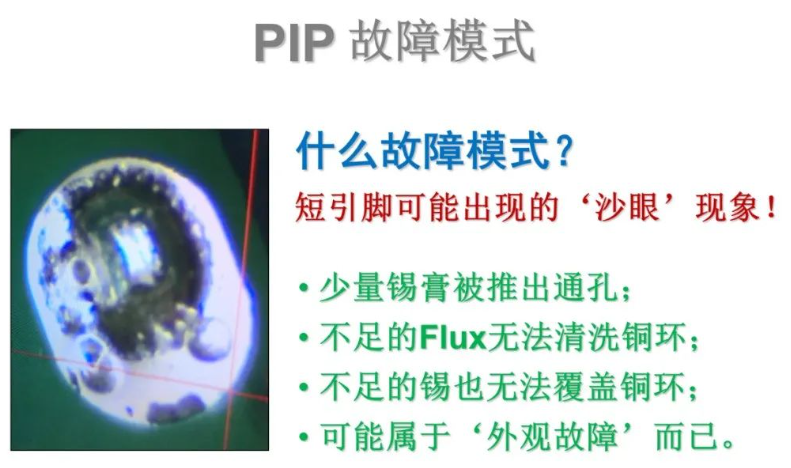 PIP 故障模式
什么故障模式?
短引脚可能出现的‘沙眼’现象!
• 少量锡膏被推出通孔;
• 不足的Flux无法清洗铜环;
• 不足的锡也无法覆盖铜环;
• 可能属于‘外观故障’而已。